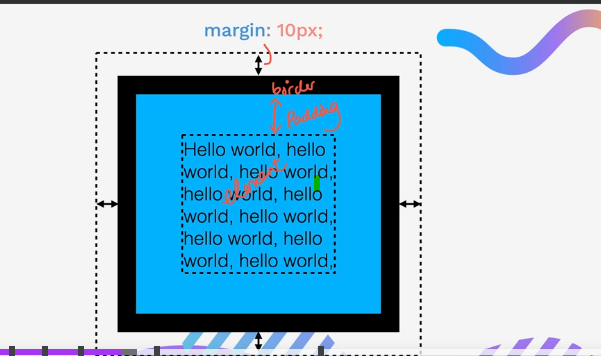 margin: 10px;
border
Padding
Hello world, hello
world, hello world,
element
hello world, hello
world, hello world,
hello world, hello
world, hello world,